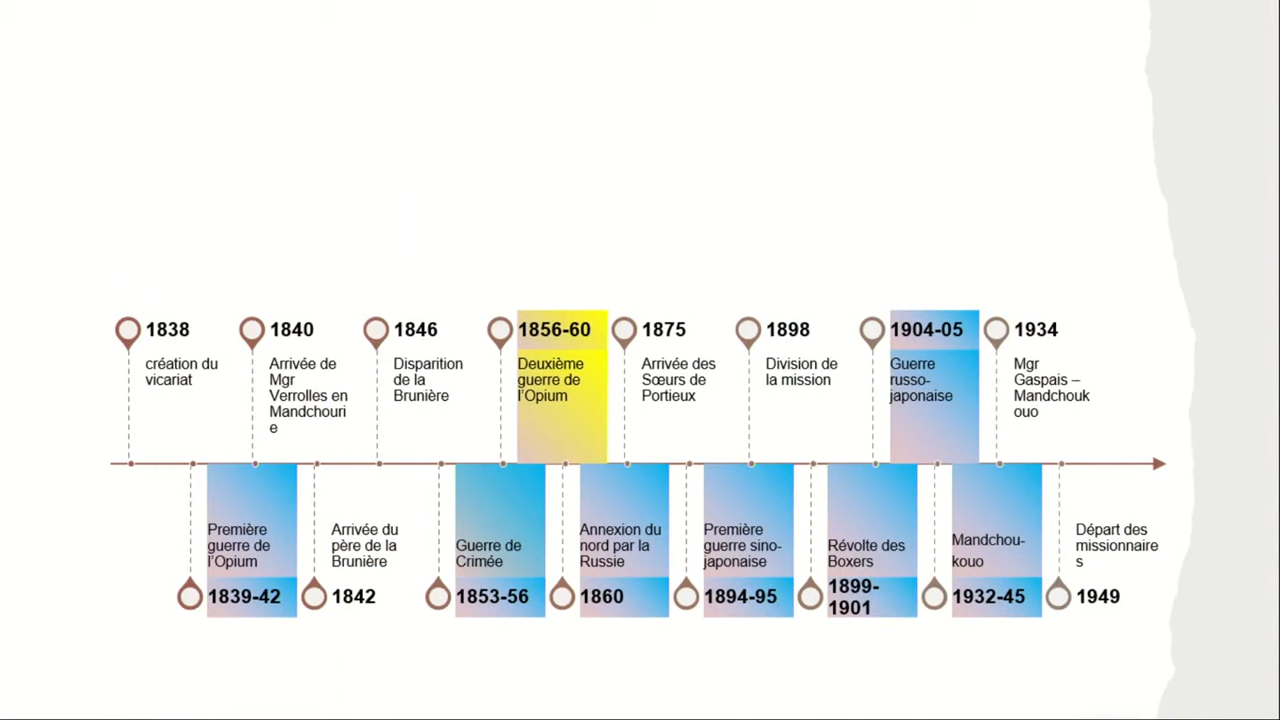 1838
création du
vicariat
1840
Arrivée de
Mgr
Verrolles en
Mandchouri
e
1846
Disparition
de la
Brunière
1856-60
Deuxième
guerre de
l'Opium
1875
Arrivée des
Sœurs de
Portieux
1898
Division de
la mission
1904-05
Guerre
russo-
japonaise
1934
Mgr
Gaspais –
Mandchouk
ouo
Première
guerre de
l'Opium
1839-42
Arrivée du
père de la
Brunière
1842
Guerre de
Crimée
1853-56
Annexion du
nord par la
Russie
1860
Première
guerre sino-
japonaise
1894-95
Révolte des
Boxers
1899-
1901
Mandchou-
kouo
1932-45
Départ des
missionnaire
s
1949